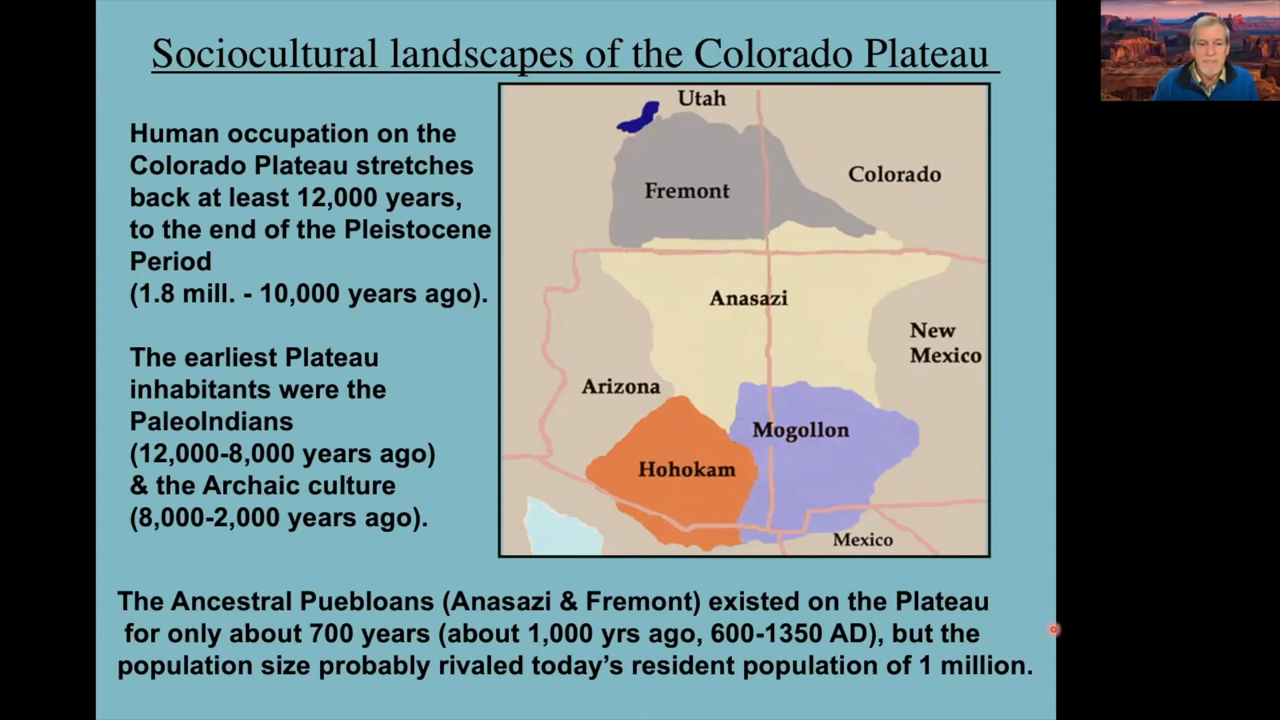 Sociocultural landscapes of the Colorado Plateau
Human occupation on the
Colorado Plateau stretches
back at least 12,000 years,
to the end of the Pleistocene
Period
(1.8 mill. - 10,000 years ago).
The earliest Plateau
inhabitants were the
PaleoIndians
(12,000-8,000 years ago)
& the Archaic culture
(8,000-2,000 years ago).
Utah
Colorado
Fremont
Anasazi
New
Mexico
Arizona
Mogollon
Hohokam
Mexico
The Ancestral Puebloans (Anasazi & Fremont) existed on the Plateau
for only about 700 years (about 1,000 yrs ago, 600-1350 AD), but the
population size probably rivaled today's resident population of 1 million.